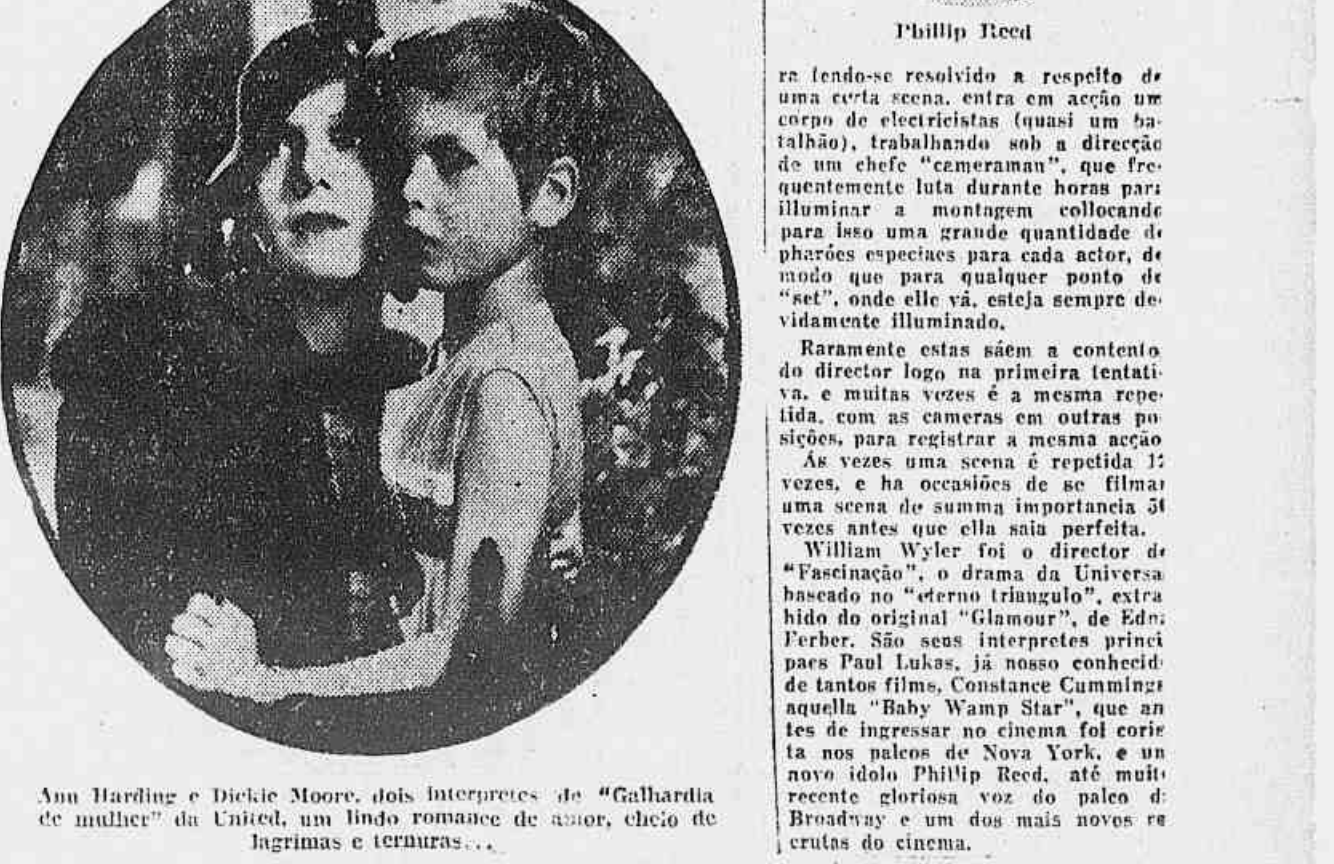 Ann Harding e Dickie Moore, dois interpretes de "Galhardia
de mulher" da United, um lindo romance de amor, cheio de
lagrimas e ternuras...
Phillip Reed
ra tendo-se resolvido a respeito de
uma certa scena, entra em acção um
corpo de electricistas (quasi um ba-
talhão), trabalhando sob a direcção
de um chefe "cameraman", que fre-
quentemente luta durante horas para
illuminar a montagem collocando
para isso uma grande quantidade de
pharóes especiaes para cada actor, de
modo que para qualquer ponto de
"set", onde elle vá, esteja sempre de-
vidamente illuminado.
Raramente estas sáem a contento
do director logo na primeira tentati-
va, e muitas vezes é a mesma repe-
tida, com as cameras em outras po
sições, para registrar a mesma acção
Ás vezes uma scena é repetida
vezes, e ha occasiões de se filmar
uma scena de summa importancia
vezes antes que ella saia perfeita.
William Wyler foi o director de
"Fascinação", o drama da Universa
baseado no "eterno triangulo", extra
hido do original "Glamour", de Edna
Ferber. São seus interpretes princi
paes Paul Lukas, já nosso conhecid
de tantos films, Constance Cummings
aquella "Baby Wamp Star", que an
tes de ingressar no cinema foi coris
ta nos palcos de Nova York, e un
novo idolo Phillip Reed, até muito
recente gloriosa voz do palco d
Broadway e um dos mais novos re
crutas do cinema.